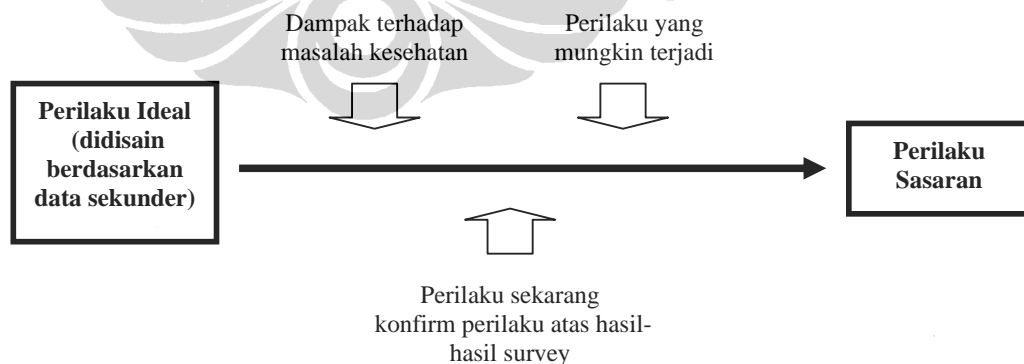 Dampak terhadap
masalah kesehatan
Perilaku yang
mungkin terjadi
Perilaku Ideal
(didisain
berdasarkan
data sekunder)
Perilaku
Sasaran
Perilaku sekarang
konfirm perilaku atas hasil-
hasil survey